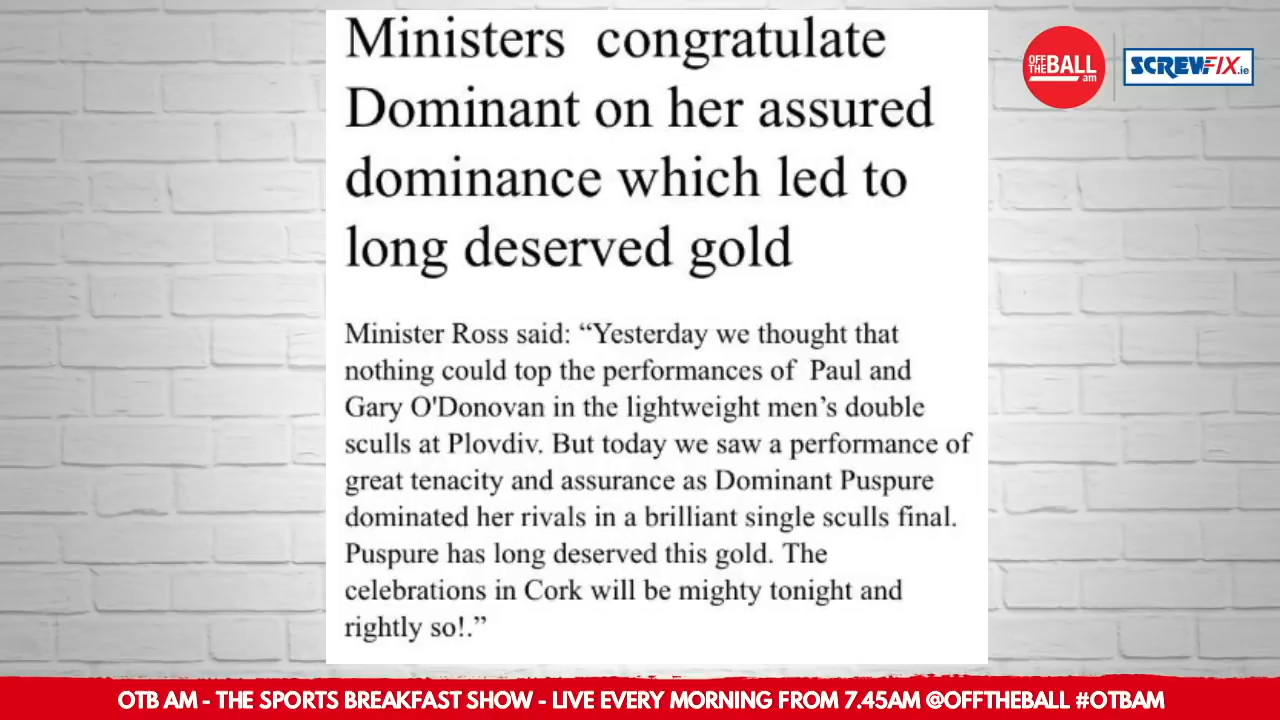 Ministers congratulate
Dominant on her assured
dominance which led to
long deserved gold
Minister Ross said: “Yesterday we thought that
nothing could top the performances of Paul and
Gary O'Donovan in the lightweight men’s double
sculls at Plovdiv. But today we saw a performance of
great tenacity and assurance as Dominant Puspure
dominated her rivals in a brilliant single sculls final.
Puspure has long deserved this gold. The
celebrations in Cork will be mighty tonight and
rightly so!.”
OFF
THE BALL
am
SCREWFIX.ie
OTB AM - THE SPORTS BREAKFAST SHOW - LIVE EVERY MORNING FROM 7.45AM @OFFTHEBALL #OTBAM